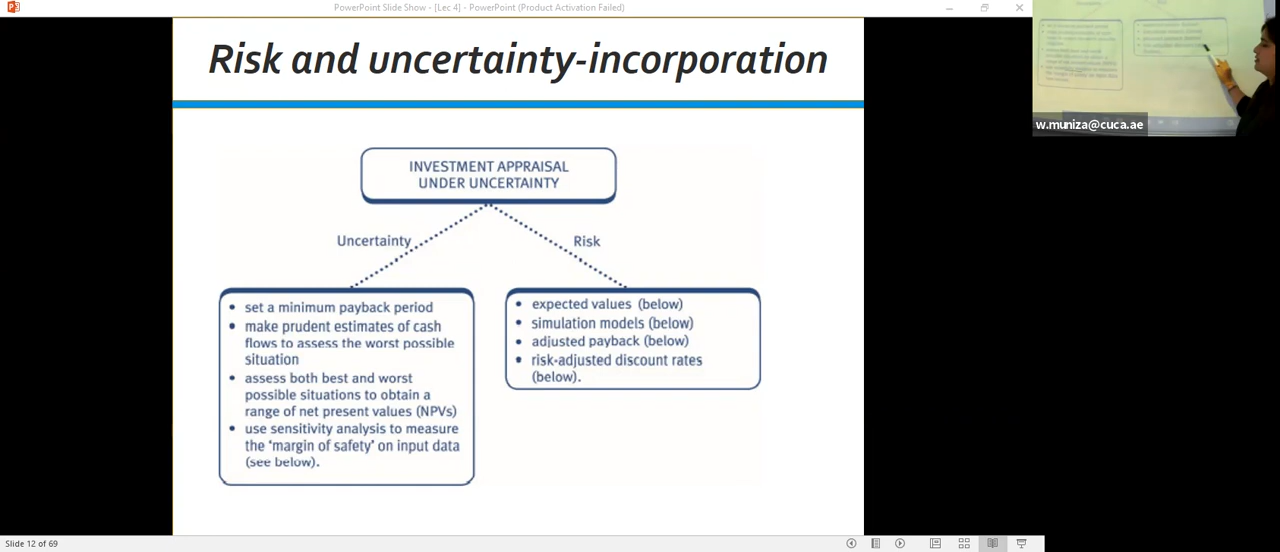 PowerPoint Slide Show - [Lec 4] - PowerPoint (Product Activation Failed)
Risk and uncertainty-incorporation
INVESTMENT APPRAISAL
UNDER UNCERTAINTY
Uncertainty
Risk
• set a minimum payback period
• make prudent estimates of cash
flows to assess the worst possible
situation
• assess both best and worst
possible situations to obtain a
range of net present values (NPVs)
• use sensitivity analysis to measure
the ‘margin of safety’ on input data
(see below).
• expected values (below)
• simulation models (below)
• adjusted payback (below)
• risk-adjusted discount rates
(below).
w.muniza@cuca.ae
Slide 12 of 69